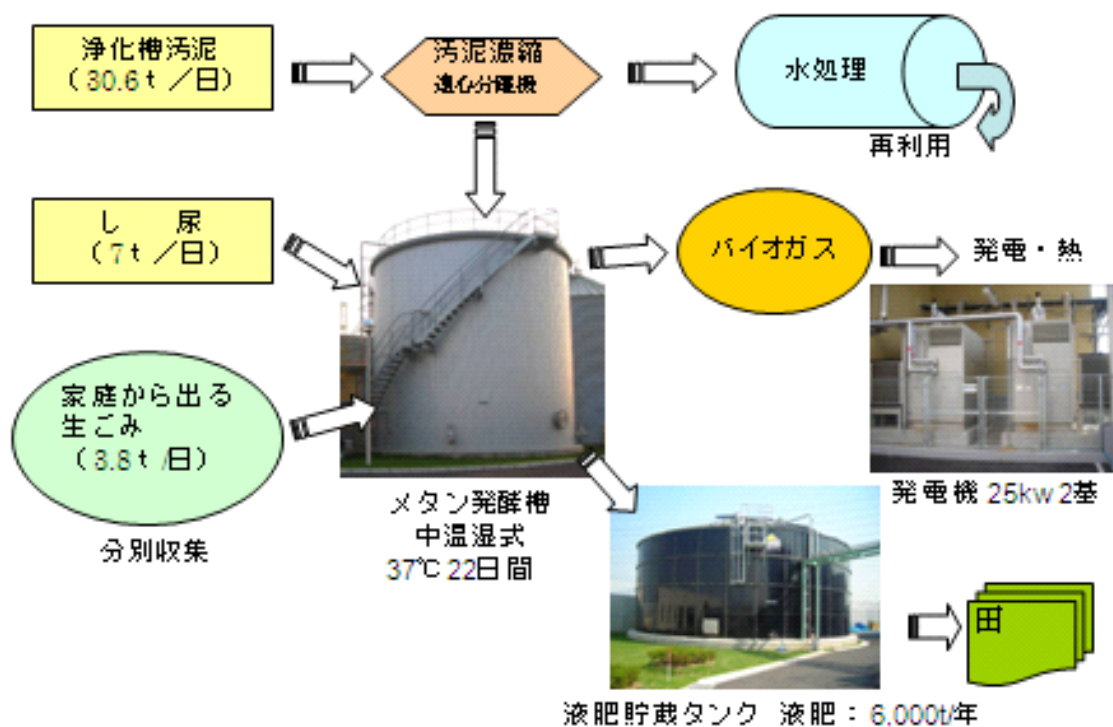 浄化槽汚泥
(30.6t/日)
汚泥濃縮
遠心分離機
水処理
再利用
し 尿
(7t/日)
バイオガス
発電・熱
家庭から出る
生ごみ
(3.8t/日)
分別収集
メタン発酵槽
中温湿式
37℃ 22日間
発電機 25kw 2基
田
液肥貯蔵タンク 液肥：6,000t/年